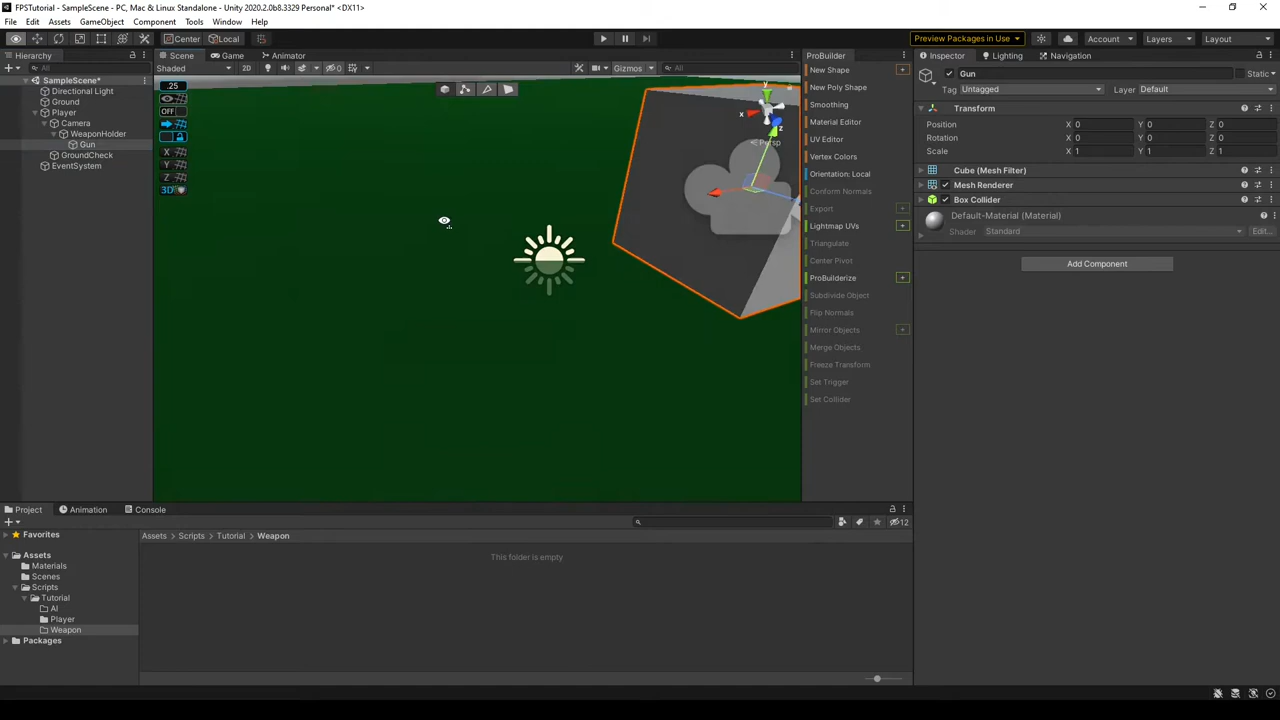 FPSTutorial - SampleScene - PC, Mac & Linux Standalone - Unity 2020.2.0b8.3329 Personal* <DX11>
File Edit Assets GameObject Component Tools Window Help
Center Local Preview Packages in Use Account Layers Layout
Hierarchy Scene Game Animator ProBuilder Inspector Lighting Navigation
All Shaded 2D 0 Gizmos All
SampleScene*
Directional Light
Ground
Player
Camera
WeaponHolder
Gun
GroundCheck
EventSystem
.25
OFF
X
Y
Z
3D
y
x
z
Persp
New Shape
New Poly Shape
Smoothing
Material Editor
UV Editor
Vertex Colors
Orientation: Local
Conform Normals
Export
Lightmap UVs
Triangulate
Center Pivot
ProBuilderize
Subdivide Object
Flip Normals
Mirror Objects
Merge Objects
Freeze Transform
Set Trigger
Set Collider
Gun Static
Tag Untagged Layer Default
Transform
Position X 0 Y 0 Z 0
Rotation X 0 Y 0 Z 0
Scale X 1 Y 1 Z 1
Cube (Mesh Filter)
Mesh Renderer
Box Collider
Default-Material (Material)
Shader Standard Edit...
Add Component
Project Animation Console
12
Favorites
Assets
Materials
Scenes
Scripts
Tutorial
AI
Player
Weapon
Packages
Assets > Scripts > Tutorial > Weapon
This folder is empty